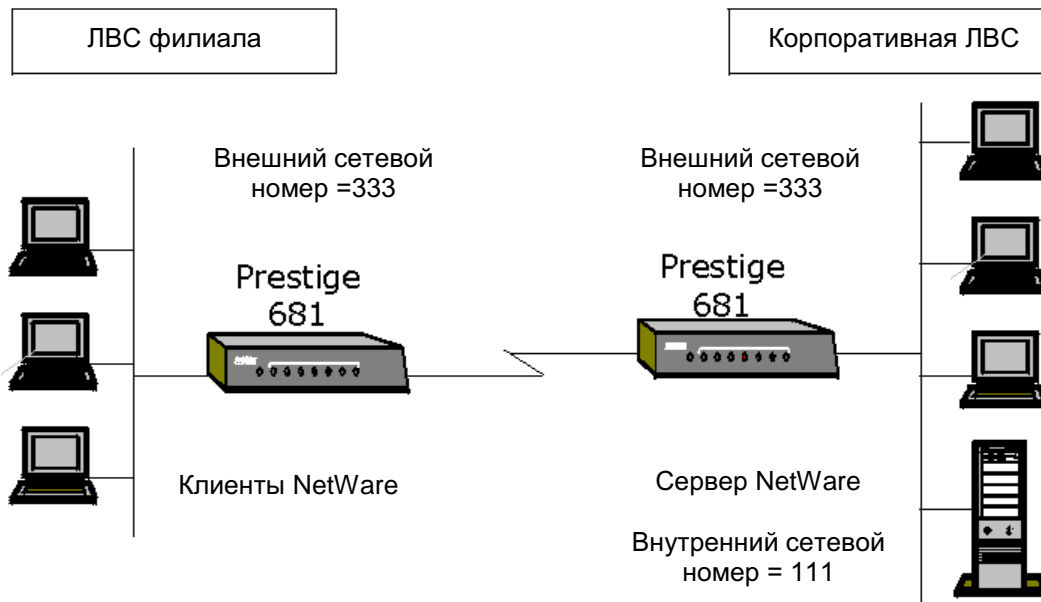 ЛВС филиала
Корпоративная ЛВС
Внешний сетевой
номер =333
Внешний сетевой
номер =333
Prestige
681
Prestige
681
Клиенты NetWare
Сервер NetWare
Внутренний сетевой
номер = 111